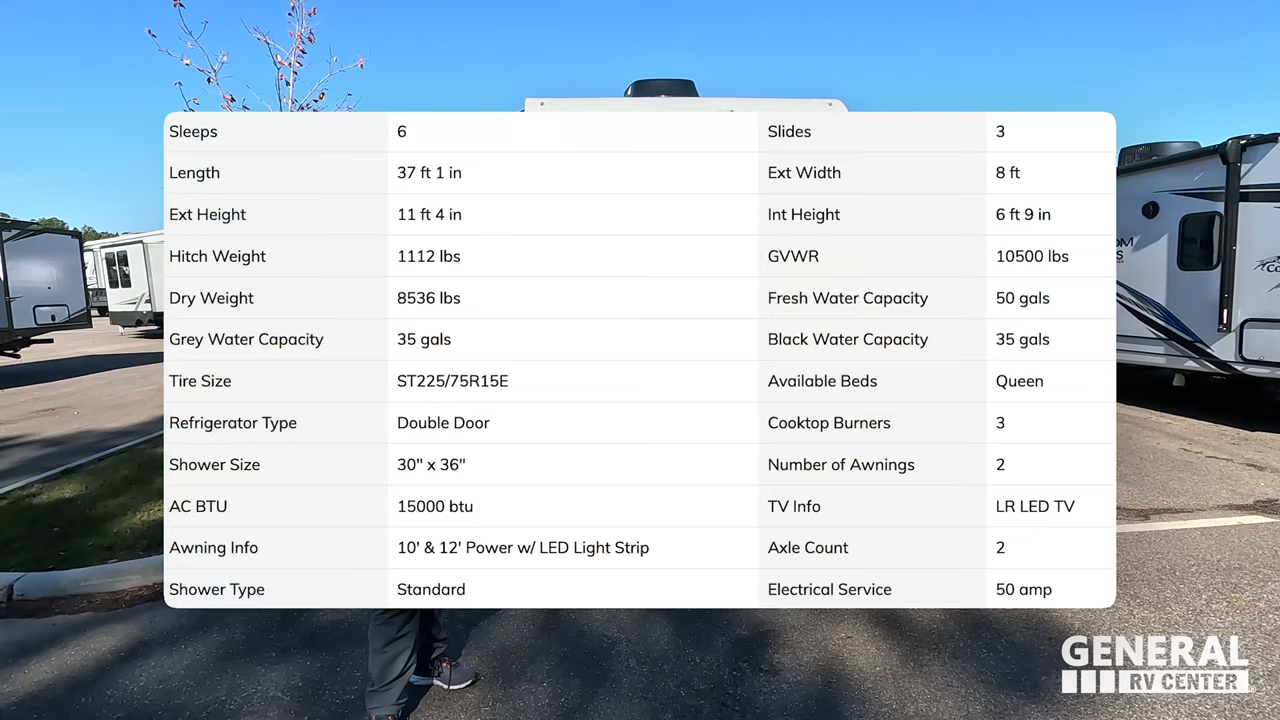 Sleeps 6 Slides 3
Length 37 ft 1 in Ext Width 8 ft
Ext Height 11 ft 4 in Int Height 6 ft 9 in
Hitch Weight 1112 lbs GVWR 10500 lbs
Dry Weight 8536 lbs Fresh Water Capacity 50 gals
Grey Water Capacity 35 gals Black Water Capacity 35 gals
Tire Size ST225/75R15E Available Beds Queen
Refrigerator Type Double Door Cooktop Burners 3
Shower Size 30" x 36" Number of Awnings 2
AC BTU 15000 btu TV Info LR LED TV
Awning Info 10' & 12' Power w/ LED Light Strip Axle Count 2
Shower Type Standard Electrical Service 50 amp
GENERAL
RV CENTER